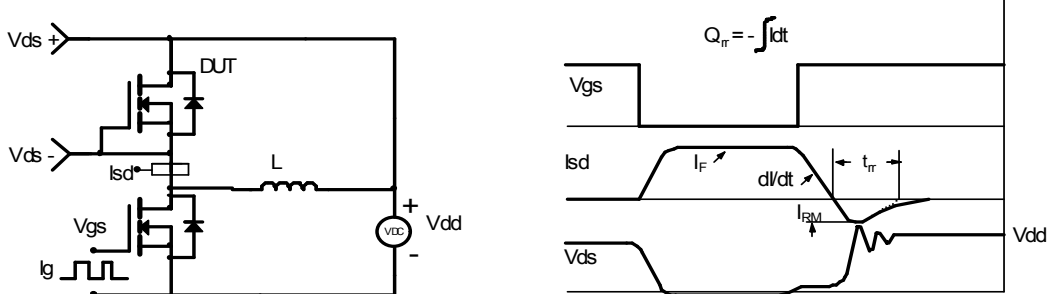 Vds +
DUT
Vds -
Isd
L
Vgs
+
VDC
Vdd
-
Ig
Qrr = - ∫Idt
Vgs
Isd
IF
dI/dt
trr
IRM
Vdd
Vds